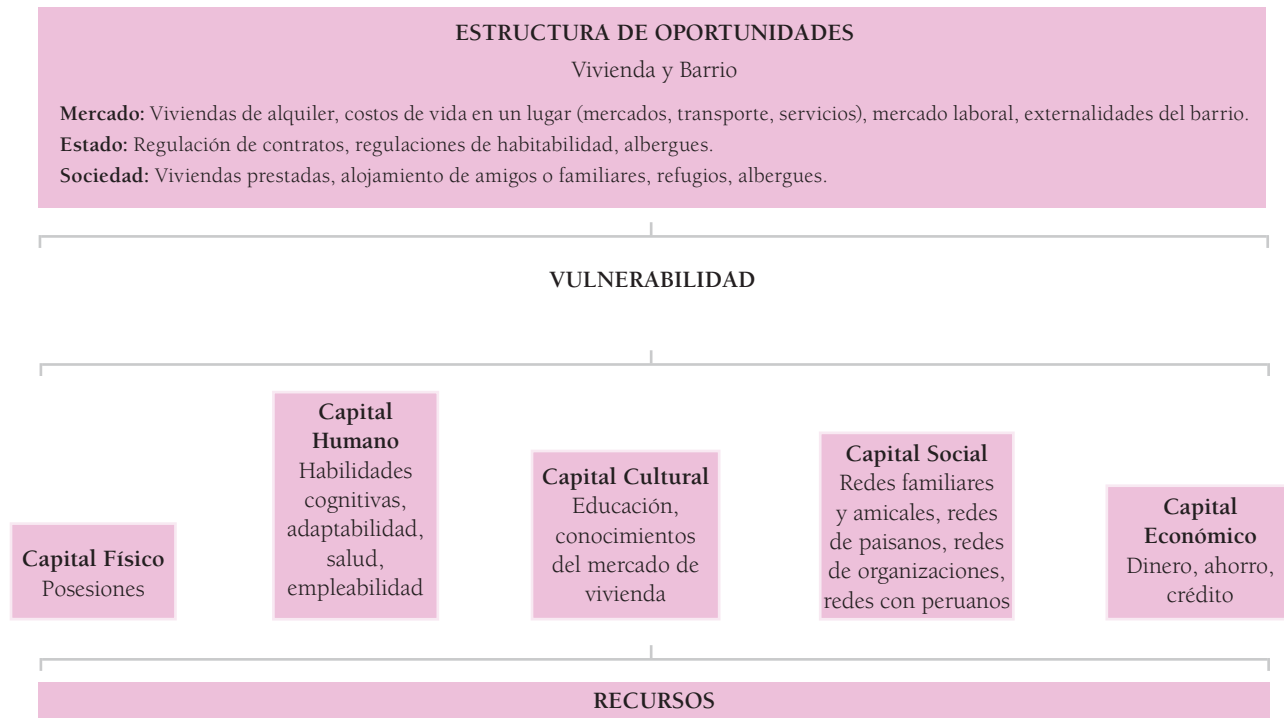 ESTRUCTURA DE OPORTUNIDADES
Vivienda y Barrio
Mercado: Viviendas de alquiler, costos de vida en un lugar (mercados, transporte, servicios), mercado laboral, externalidades del barrio.
Estado: Regulación de contratos, regulaciones de habitabilidad, albergues.
Sociedad: Viviendas prestadas, alojamiento de amigos o familiares, refugios, albergues.
VULNERABILIDAD
Capital Físico
Posesiones
Capital
Humano
Habilidades
cognitivas,
adaptabilidad,
salud,
empleabilidad
Capital Cultural
Educación,
conocimientos
del mercado de
vivienda
Capital Social
Redes familiares
y amicales, redes
de paisanos, redes
de organizaciones,
redes con peruanos
Capital
Económico
Dinero, ahorro,
crédito
RECURSOS